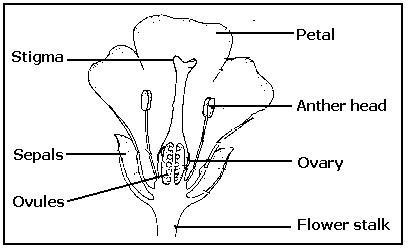 Petal
Stigma
Anther head
Sepals
Ovary
Ovules
Flower stalk